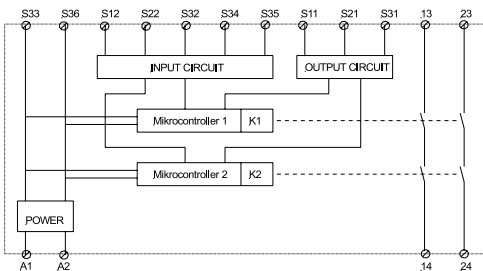 S33 S36 S12 S22 S32 S34 S35 S11 S21 S31 13 23
INPUT CIRCUIT OUTPUT CIRCUIT
Mikrocontroller 1 K1
Mikrocontroller 2 K2
POWER
A1 A2 14 24